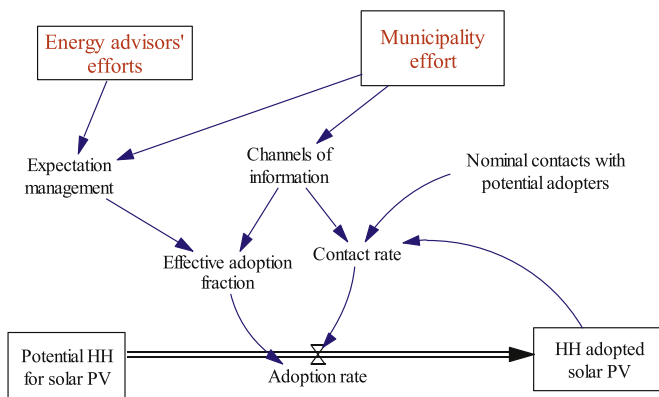 Energy advisors'
efforts
Municipality
effort
Expectation
management
Channels of
information
Nominal contacts with
potential adopters
Effective adoption
fraction
Contact rate
Potential HH
for solar PV
Adoption rate
HH adopted
solar PV